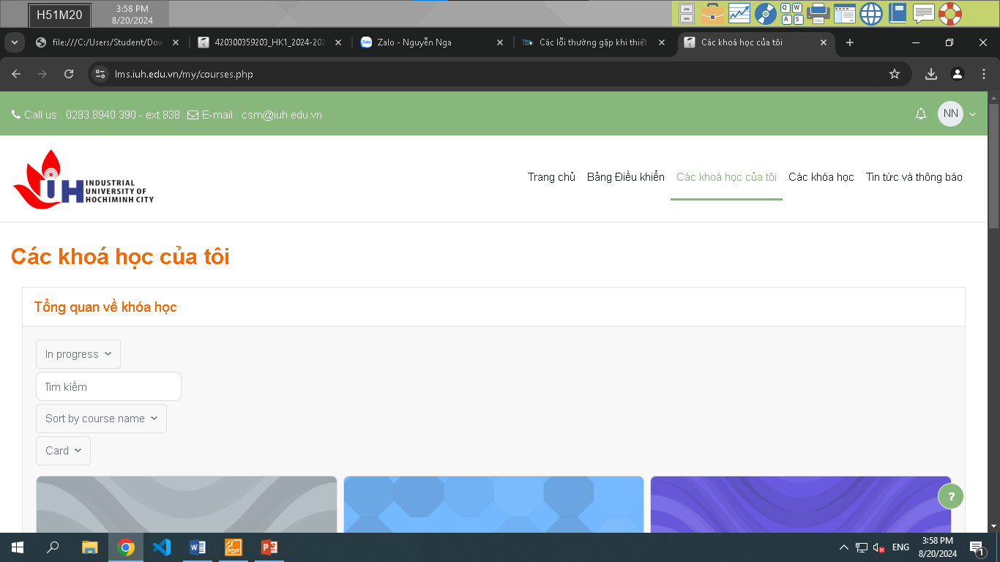 H51M20
3:58 PM
8/20/2024
file:///C:/Users/Student/Dow
420300359203_HK1_2024-202
Zalo - Nguyễn Nga
Các lỗi thường gặp khi thiết
Các khoá học của tôi
lms.iuh.edu.vn/my/courses.php
Call us : 0283.8940 390 - ext 838 E-mail : csm@iuh.edu.vn
NN
IUH INDUSTRIAL
UNIVERSITY OF
HOCHIMINH CITY
Trang chủ Bảng Điều khiển Các khoá học của tôi Các khóa học Tin tức và thông báo
Các khoá học của tôi
Tổng quan về khóa học
In progress
Tìm kiếm
Sort by course name
Card
?
ENG
3:58 PM
8/20/2024
1